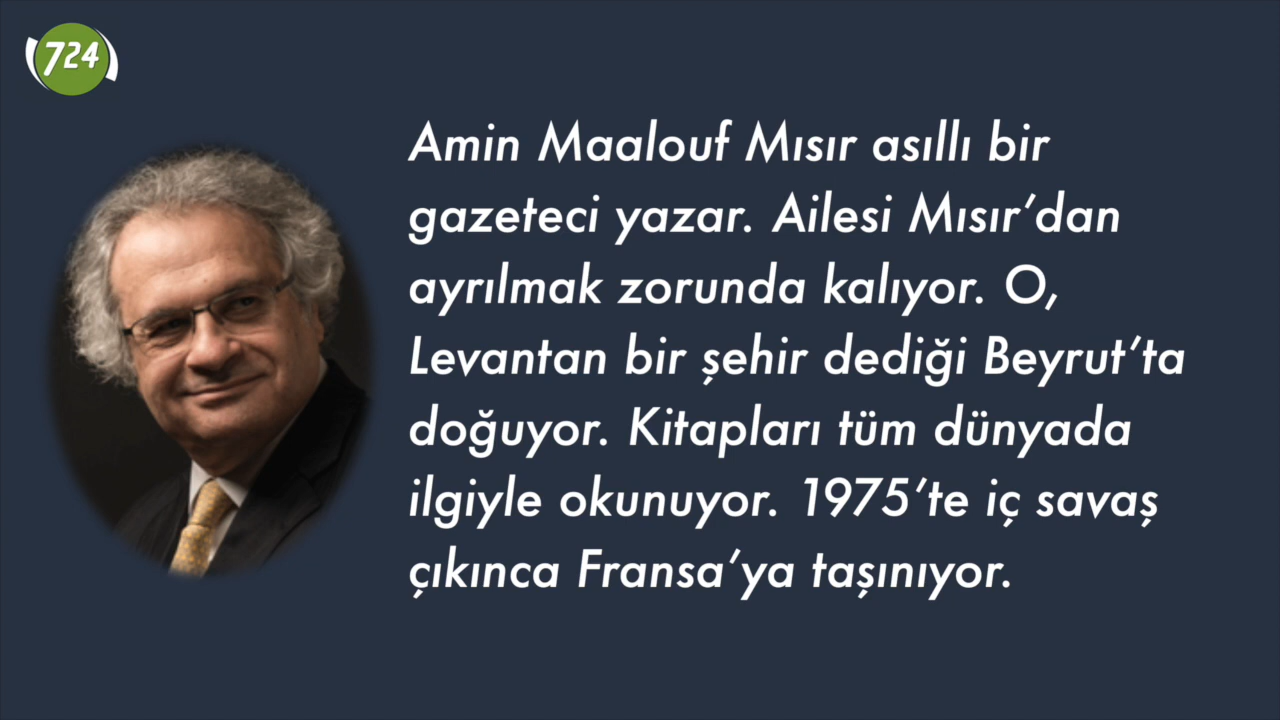 724
Amin Maalouf Mısır asıllı bir
gazeteci yazar. Ailesi Mısır’dan
ayrılmak zorunda kalıyor. O,
Levantan bir şehir dediği Beyrut’ta
doğuyor. Kitapları tüm dünyada
ilgiyle okunuyor. 1975’te iç savaş
çıkınca Fransa’ya taşınıyor.